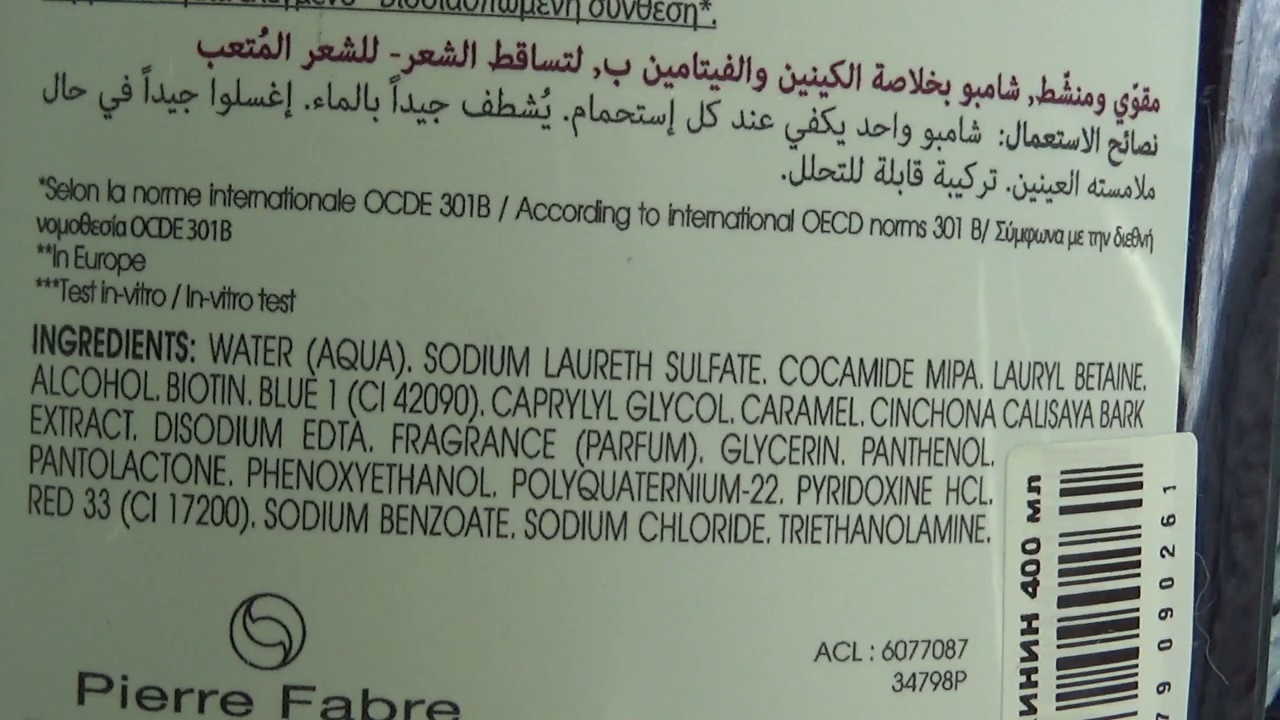 σύνθεση*.
مقوّي ومنشّط, شامبو بخلاصة الكينين والفيتامين ب, لتساقط الشعر- للشعر المُتعب
نصائح الاستعمال: شامبو واحد يكفي عند كل إستحمام. يُشطف جيداً بالماء. إغسلوا جيداً في حال
ملامسته العينين. تركيبة قابلة للتحلل.
*Selon la norme internationale OCDE 301B / According to international OECD norms 301 B/ Σύμφωνα με την διεθνή
νομοθεσία OCDE 301B
**In Europe
***Test in-vitro / In-vitro test
INGREDIENTS: WATER (AQUA). SODIUM LAURETH SULFATE. COCAMIDE MIPA. LAURYL BETAINE.
ALCOHOL. BIOTIN. BLUE 1 (CI 42090). CAPRYLYL GLYCOL. CARAMEL. CINCHONA CALISAYA BARK
EXTRACT. DISODIUM EDTA. FRAGRANCE (PARFUM). GLYCERIN. PANTHENOL.
PANTOLACTONE. PHENOXYETHANOL. POLYQUATERNIUM-22. PYRIDOXINE HCL.
RED 33 (CI 17200). SODIUM BENZOATE. SODIUM CHLORIDE. TRIETHANOLAMINE.
ACL : 6077087
34798P
Pierre Fabre
ИНИН 400 мл
79 090261